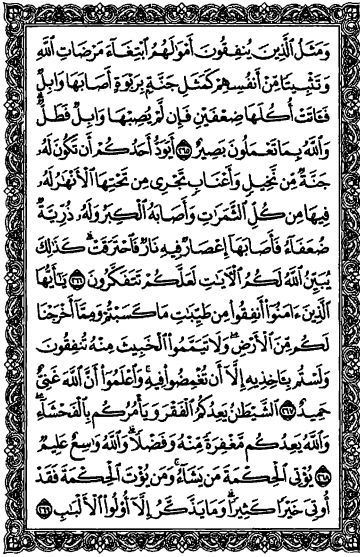 وَمَثَلُ ٱلَّذِينَ يُنفِقُونَ أَمْوَٰلَهُمُ ٱبْتِغَآءَ مَرْضَاتِ ٱللَّهِ
وَتَثْبِيتًا مِّنْ أَنفُسِهِمْ كَمَثَلِ جَنَّةٍۭ بِرَبْوَةٍ أَصَابَهَا وَابِلٌ
فَـَٔاتَتْ أُكُلَهَا ضِعْفَيْنِ فَإِن لَّمْ يُصِبْهَا وَابِلٌ فَطَلٌّ
وَٱللَّهُ بِمَا تَعْمَلُونَ بَصِيرٌ ٢٦٥ أَيَوَدُّ أَحَدُكُمْ أَن تَكُونَ لَهُۥ
جَنَّةٌ مِّن نَّخِيلٍ وَأَعْنَابٍ تَجْرِى مِن تَحْتِهَا ٱلْأَنْهَٰرُ لَهُۥ
فِيهَا مِن كُلِّ ٱلثَّمَرَٰتِ وَأَصَابَهُ ٱلْكِبَرُ وَلَهُۥ ذُرِّيَّةٌ
ضُعَفَآءُ فَأَصَابَهَآ إِعْصَارٌ فِيهِ نَارٌ فَٱحْتَرَقَتْ ۗ كَذَٰلِكَ
يُبَيِّنُ ٱللَّهُ لَكُمُ ٱلْـَٔايَٰتِ لَعَلَّكُمْ تَتَفَكَّرُونَ ٢٦٦ يَٰٓأَيُّهَا
ٱلَّذِينَ ءَامَنُوٓا۟ أَنفِقُوا۟ مِن طَيِّبَٰتِ مَا كَسَبْتُمْ وَمِمَّآ أَخْرَجْنَا
لَكُم مِّنَ ٱلْأَرْضِ ۖ وَلَا تَيَمَّمُوا۟ ٱلْخَبِيثَ مِنْهُ تُنفِقُونَ
وَلَسْتُم بِـَٔاخِذِيهِ إِلَّآ أَن تُغْمِضُوا۟ فِيهِ ۚ وَٱعْلَمُوٓا۟ أَنَّ ٱللَّهَ غَنِىٌّ
حَمِيدٌ ٢٦٧ ٱلشَّيْطَٰنُ يَعِدُكُمُ ٱلْفَقْرَ وَيَأْمُرُكُم بِٱلْفَحْشَآءِ ۖ
وَٱللَّهُ يَعِدُكُم مَّغْفِرَةً مِّنْهُ وَفَضْلًا ۗ وَٱللَّهُ وَٰسِعٌ عَلِيمٌ
٢٦٨ يُؤْتِى ٱلْحِكْمَةَ مَن يَشَآءُ ۚ وَمَن يُؤْتَ ٱلْحِكْمَةَ فَقَدْ
أُوتِىَ خَيْرًا كَثِيرًا ۗ وَمَا يَذَّكَّرُ إِلَّآ أُو۟لُوا۟ ٱلْأَلْبَٰبِ ٢٦٩